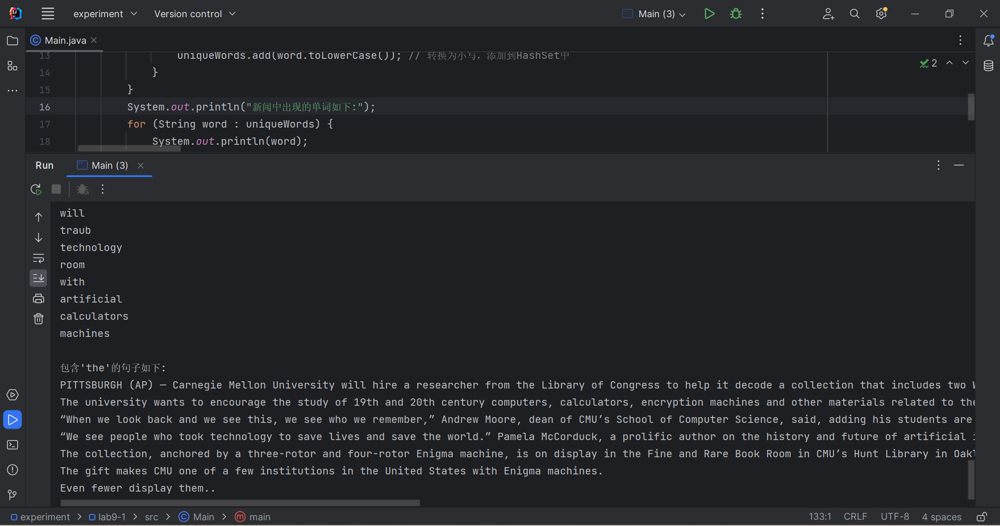 experiment Version control Main (3)
Main.java
13 uniqueWords.add(word.toLowerCase()); // 转换为小写，添加到HashSet中
14 }
15 }
16 System.out.println("新闻中出现的单词如下:");
17 for (String word : uniqueWords) {
18 System.out.println(word);
2
Run Main (3)
will
traub
technology
room
with
artificial
calculators
machines
包含'the'的句子如下:
PITTSBURGH (AP) — Carnegie Mellon University will hire a researcher from the Library of Congress to help it decode a collection that includes two W
The university wants to encourage the study of 19th and 20th century computers, calculators, encryption machines and other materials related to the
“When we look back and we see this, we see who we remember,” Andrew Moore, dean of CMU’s School of Computer Science, said, adding his students are
“We see people who took technology to save lives and save the world.” Pamela McCorduck, a prolific author on the history and future of artificial i
The collection, anchored by a three-rotor and four-rotor Enigma machine, is on display in the Fine and Rare Book Room in CMU’s Hunt Library in Oakl
The gift makes CMU one of a few institutions in the United States with Enigma machines.
Even fewer display them..
experiment > lab9-1 > src > Main > main 133:1 CRLF UTF-8 4 spaces